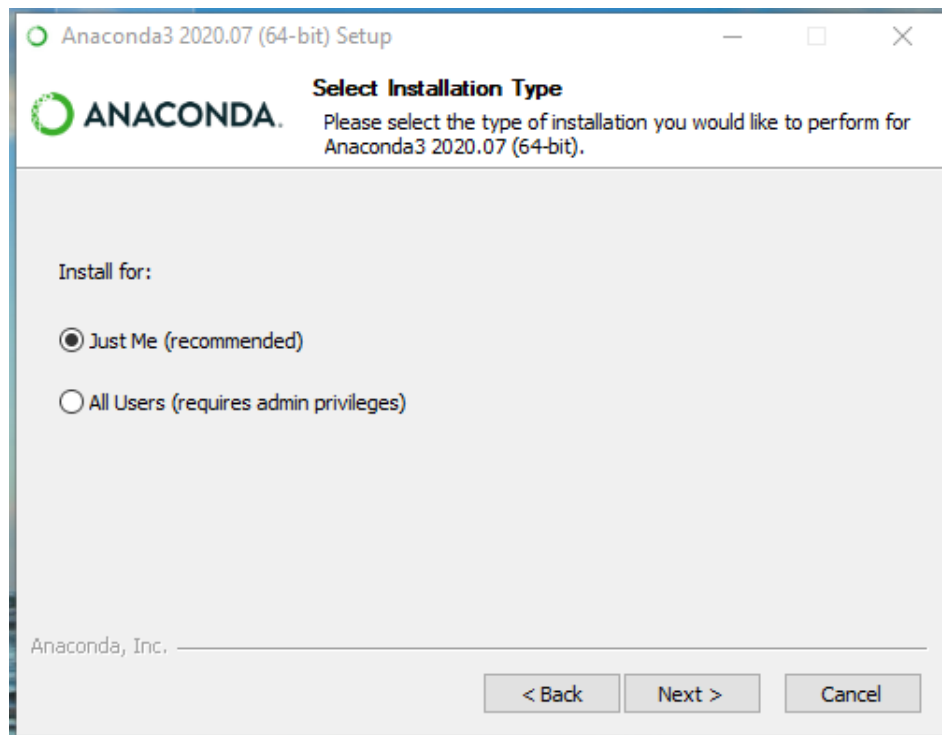 Anaconda3 2020.07 (64-bit) Setup
ANACONDA.
Select Installation Type
Please select the type of installation you would like to perform for
Anaconda3 2020.07 (64-bit).
Install for:
Just Me (recommended)
All Users (requires admin privileges)
Anaconda, Inc.
< Back
Next >
Cancel